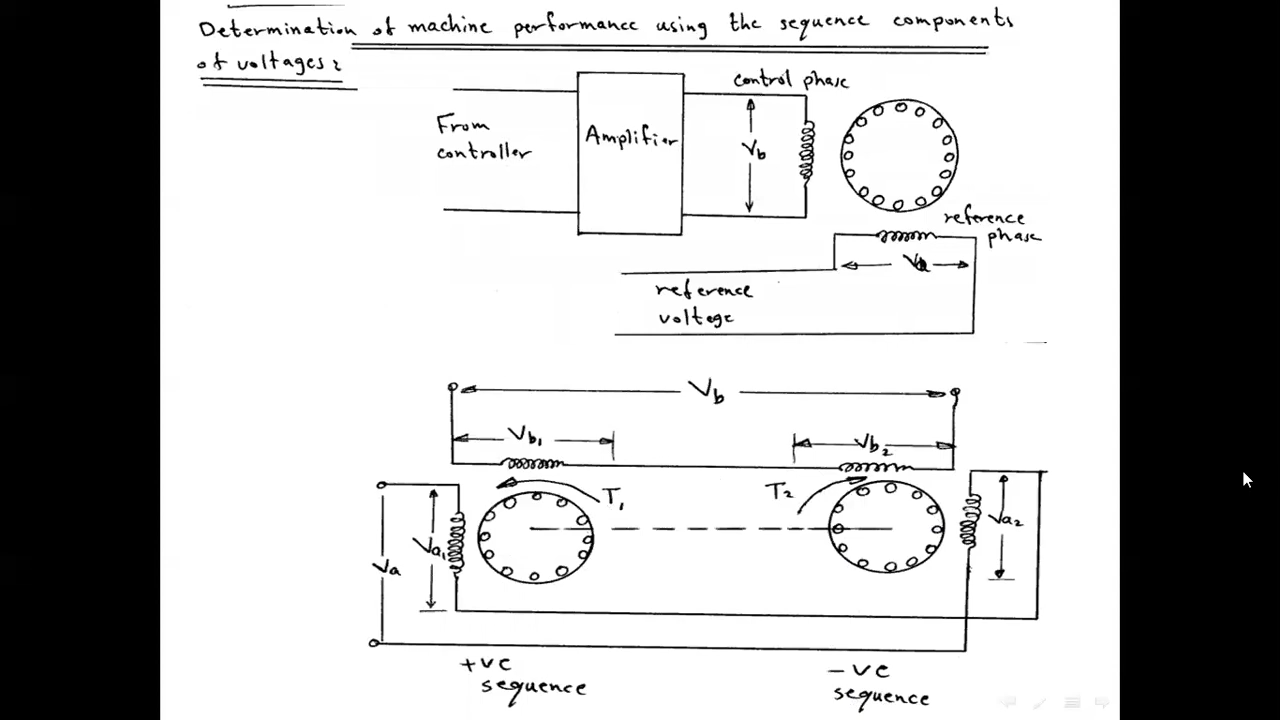 Determination of machine performance using the sequence components
of voltages:
control phase
From
controller
Amplifier
Vb
reference
phase
Va
reference
voltage
Vb
Vb1
Vb2
T1
T2
Va1
Va2
Va
+ve
sequence
-ve
sequence